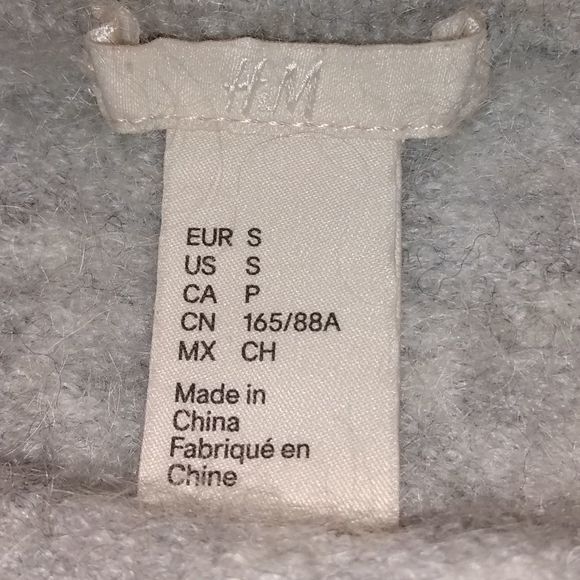 H&M
EUR S
US S
CA P
CN 165/88A
MX CH
Made in
China
Fabriqué en
Chine